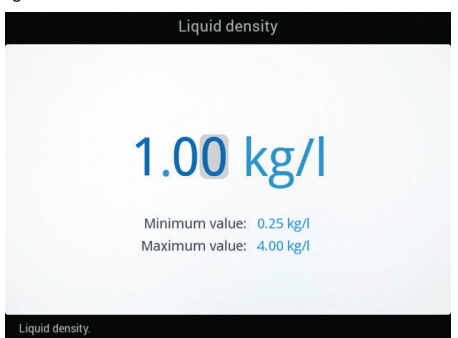 Liquid density
1.00 kg/l
Minimum value: 0.25 kg/l
Maximum value: 4.00 kg/l
Liquid density.